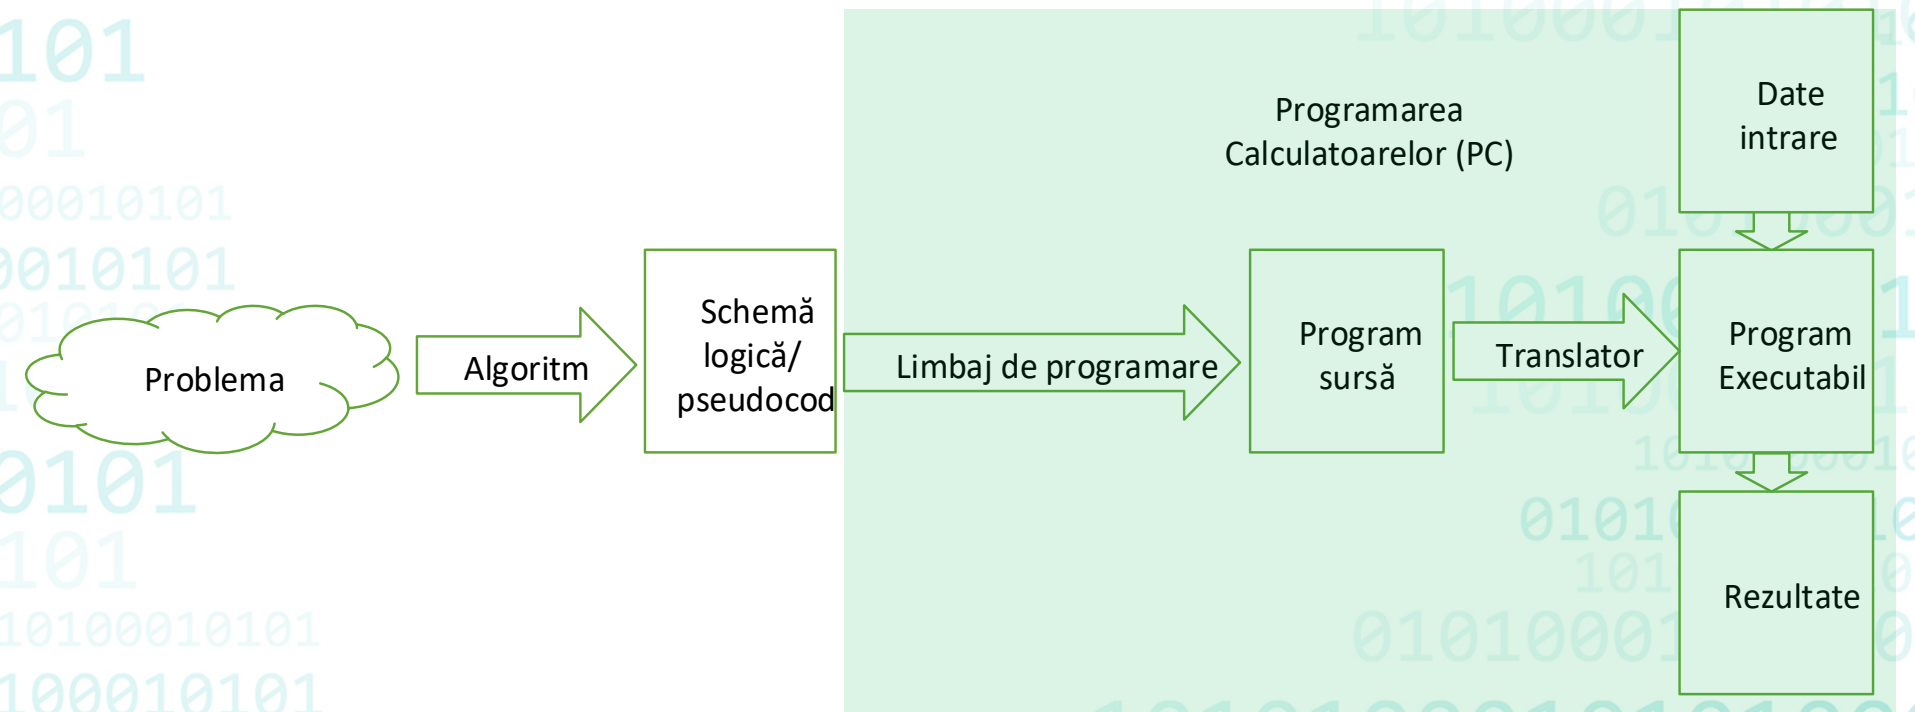 Programarea
Calculatoarelor (PC)
Date
intrare
Problema
Algoritm
Schemă
logică/
pseudocod
Limbaj de programare
Program
sursă
Translator
Program
Executabil
Rezultate